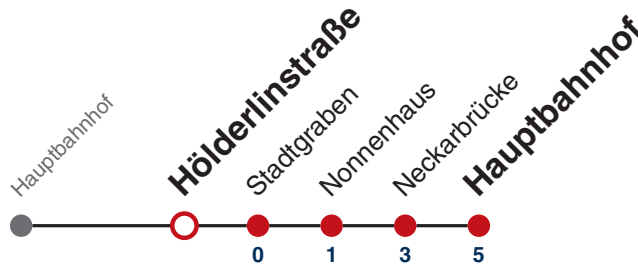 Hauptbahnhof
Hölderlinstraße
Stadtgraben
Nonnenhaus
Neckarbrücke
Hauptbahnhof
0 1 3 5